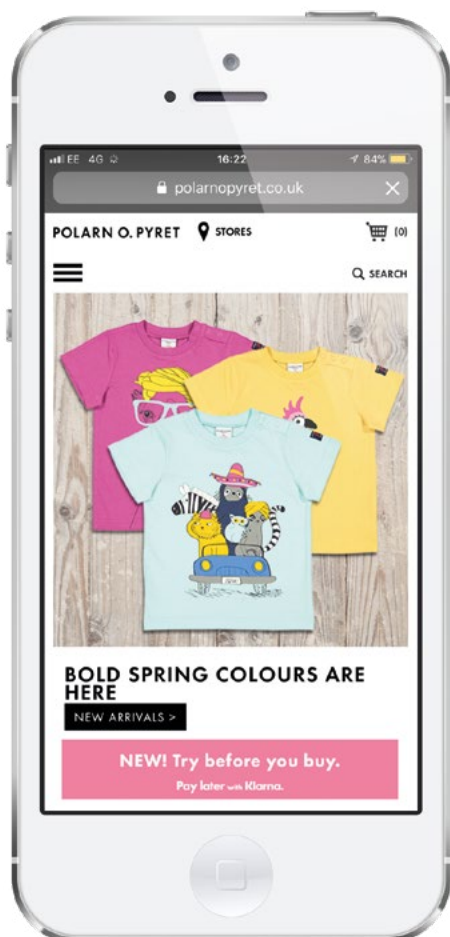 EE 4G 16:22 84%
polarnopyret.co.uk
POLARN O. PYRET STORES (0)
SEARCH
BOLD SPRING COLOURS ARE
HERE
NEW ARRIVALS >
NEW! Try before you buy.
Pay later with Klarna.